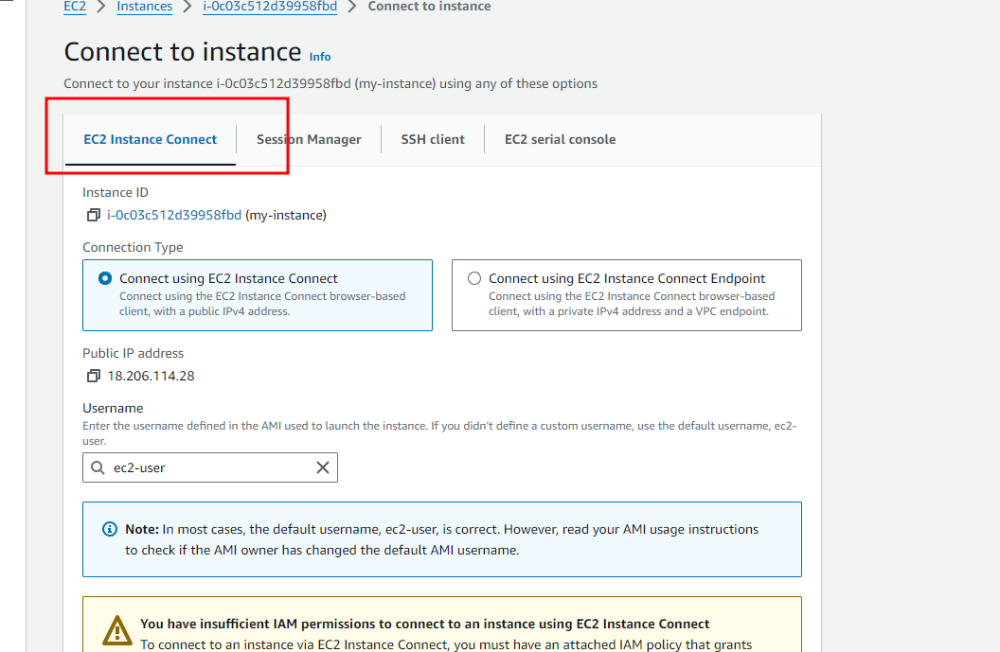 EC2 > Instances > i-0c03c512d39958fbd > Connect to instance
Connect to instance Info
Connect to your instance i-0c03c512d39958fbd (my-instance) using any of these options
EC2 Instance Connect Session Manager SSH client EC2 serial console
Instance ID
i-0c03c512d39958fbd (my-instance)
Connection Type
Connect using EC2 Instance Connect
Connect using the EC2 Instance Connect browser-based
client, with a public IPv4 address.
Connect using EC2 Instance Connect Endpoint
Connect using the EC2 Instance Connect browser-based
client, with a private IPv4 address and a VPC endpoint.
Public IP address
18.206.114.28
Username
Enter the username defined in the AMI used to launch the instance. If you didn't define a custom username, use the default username, ec2-
user.
ec2-user
Note: In most cases, the default username, ec2-user, is correct. However, read your AMI usage instructions
to check if the AMI owner has changed the default AMI username.
You have insufficient IAM permissions to connect to an instance using EC2 Instance Connect
To connect to an instance via EC2 Instance Connect, you must have an attached IAM policy that grants